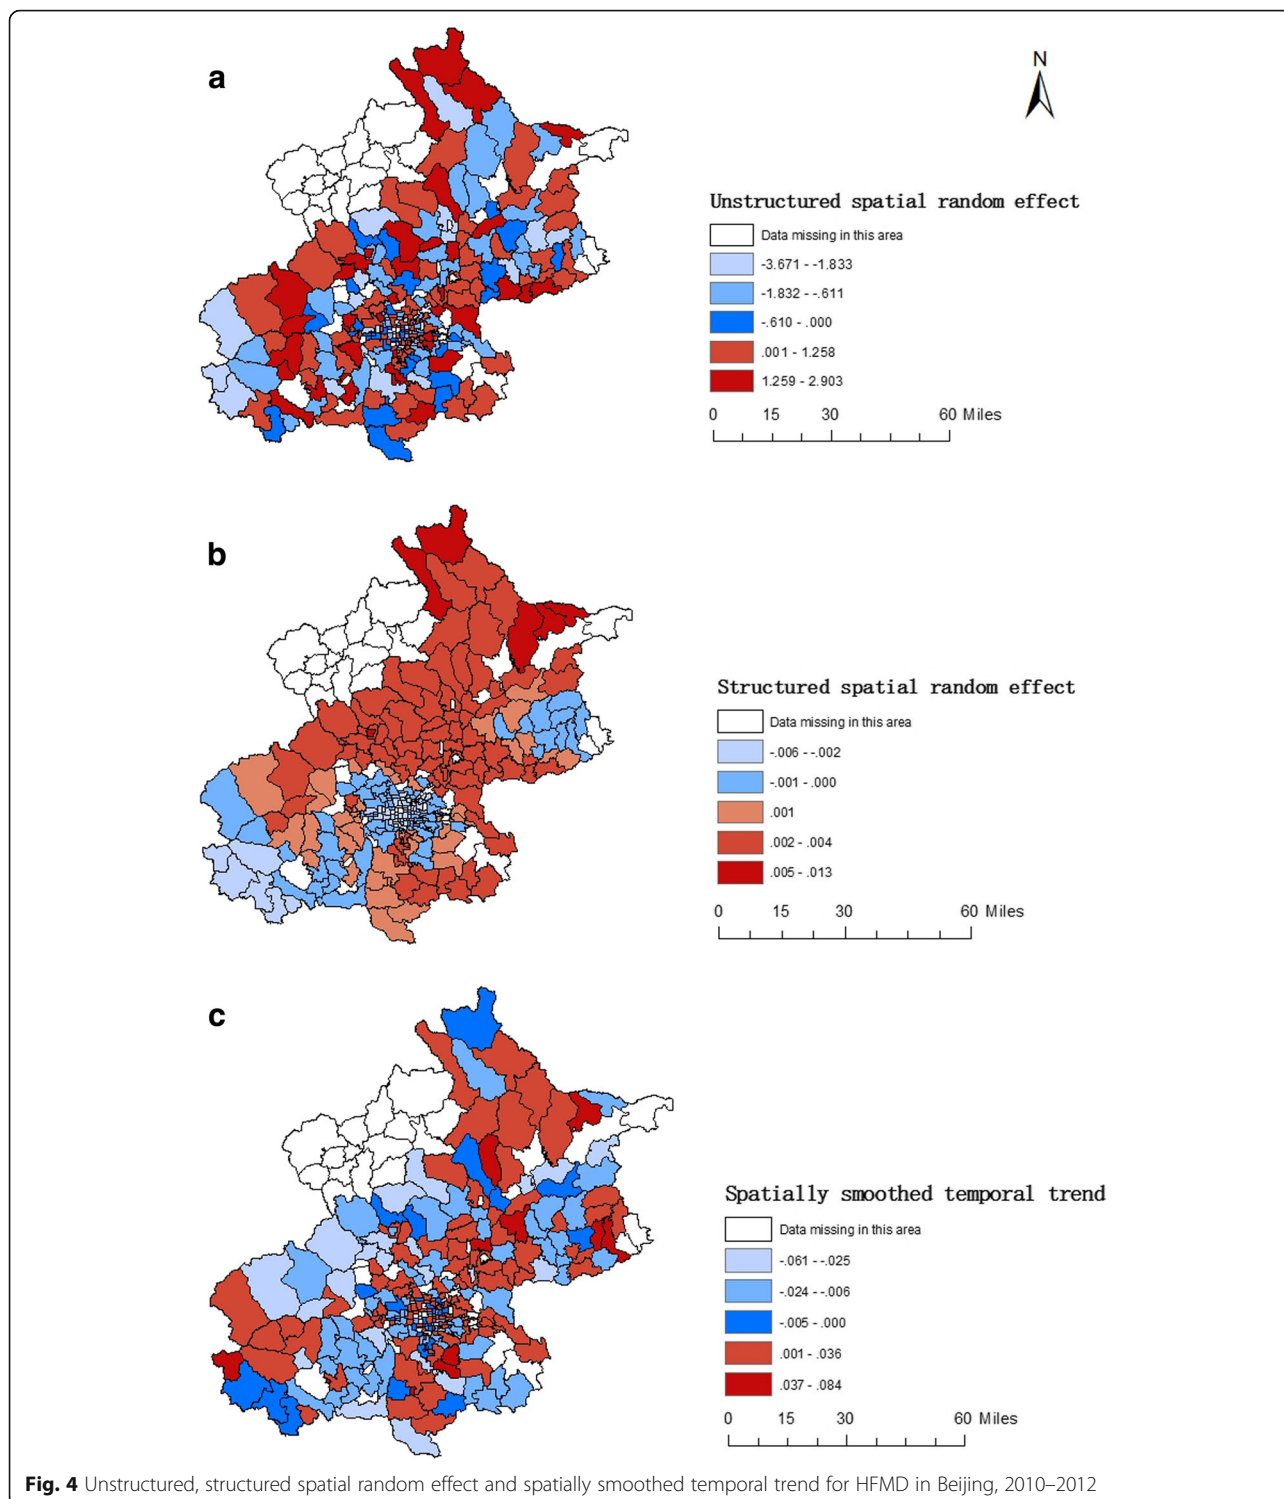 a
N
Unstructured spatial random effect
Data missing in this area
-3.671 - -1.833
-1.832 - -.611
-.610 - .000
.001 - 1.258
1.259 - 2.903
0 15 30 60 Miles
b
Structured spatial random effect
Data missing in this area
-.006 - -.002
-.001 - .000
.001
.002 - .004
.005 - .013
0 15 30 60 Miles
c
Spatially smoothed temporal trend
Data missing in this area
-.061 - -.025
-.024 - -.006
-.005 - .000
.001 - .036
.037 - .084
0 15 30 60 Miles
Fig. 4 Unstructured, structured spatial random effect and spatially smoothed temporal trend for HFMD in Beijing, 2010–2012